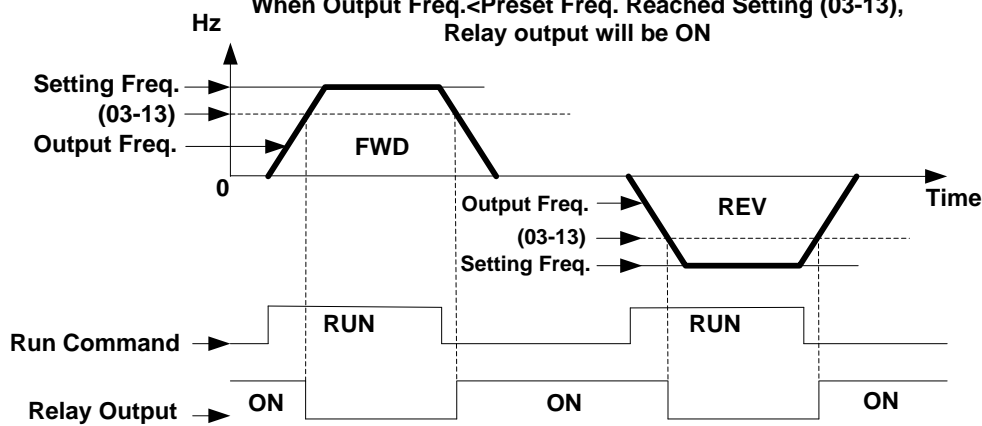 When Output Freq.<Preset Freq. Reached Setting (03-13),
Relay output will be ON
Hz
Setting Freq.
(03-13)
Output Freq.
FWD
0
Time
Output Freq.
REV
(03-13)
Setting Freq.
RUN
RUN
Run Command
ON
ON
ON
Relay Output